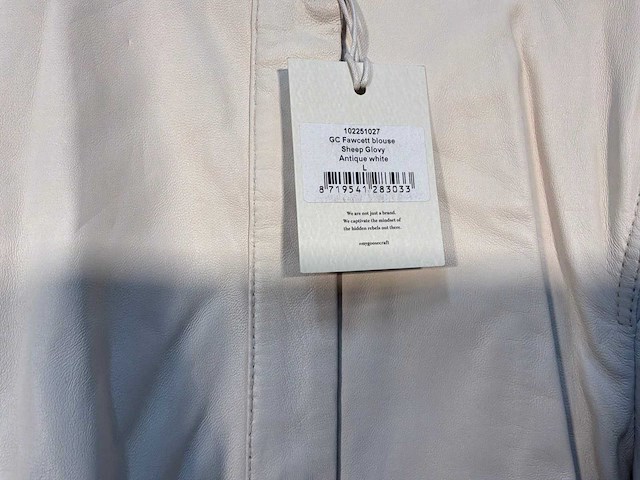 102251027
GC Fawcett blouse
Sheep Glovy
Antique white
L
8 719541 283033
We are not just a brand.
We captivate the mindset of
the hidden rebels out there.
onygoosecraft